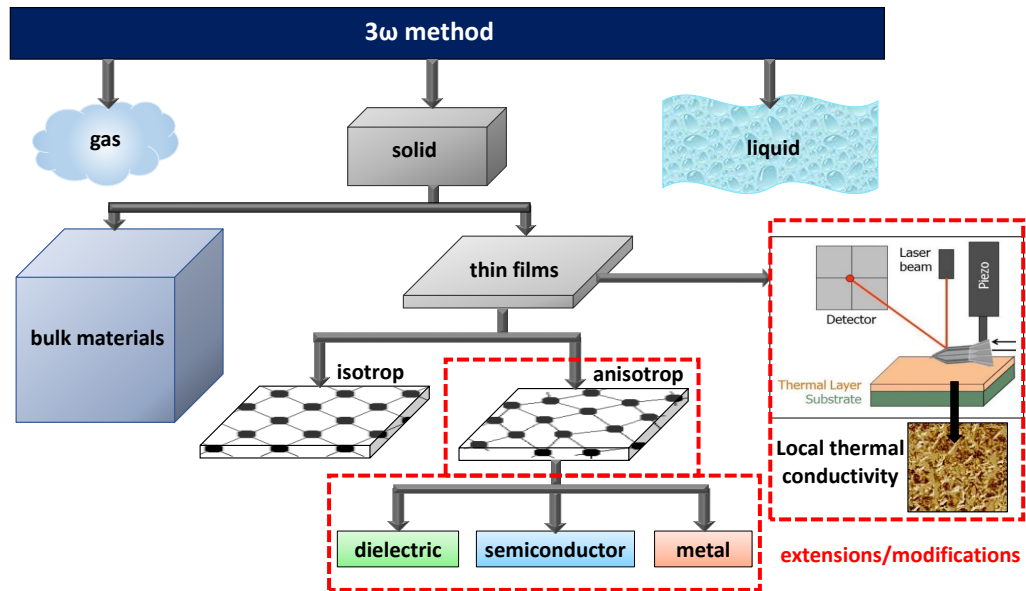 3ω method
gas
solid
liquid
bulk materials
thin films
isotrop
anisotrop
dielectric
semiconductor
metal
Laser
beam
Piezo
Detector
Thermal Layer
Substrate
Local thermal
conductivity
extensions/modifications